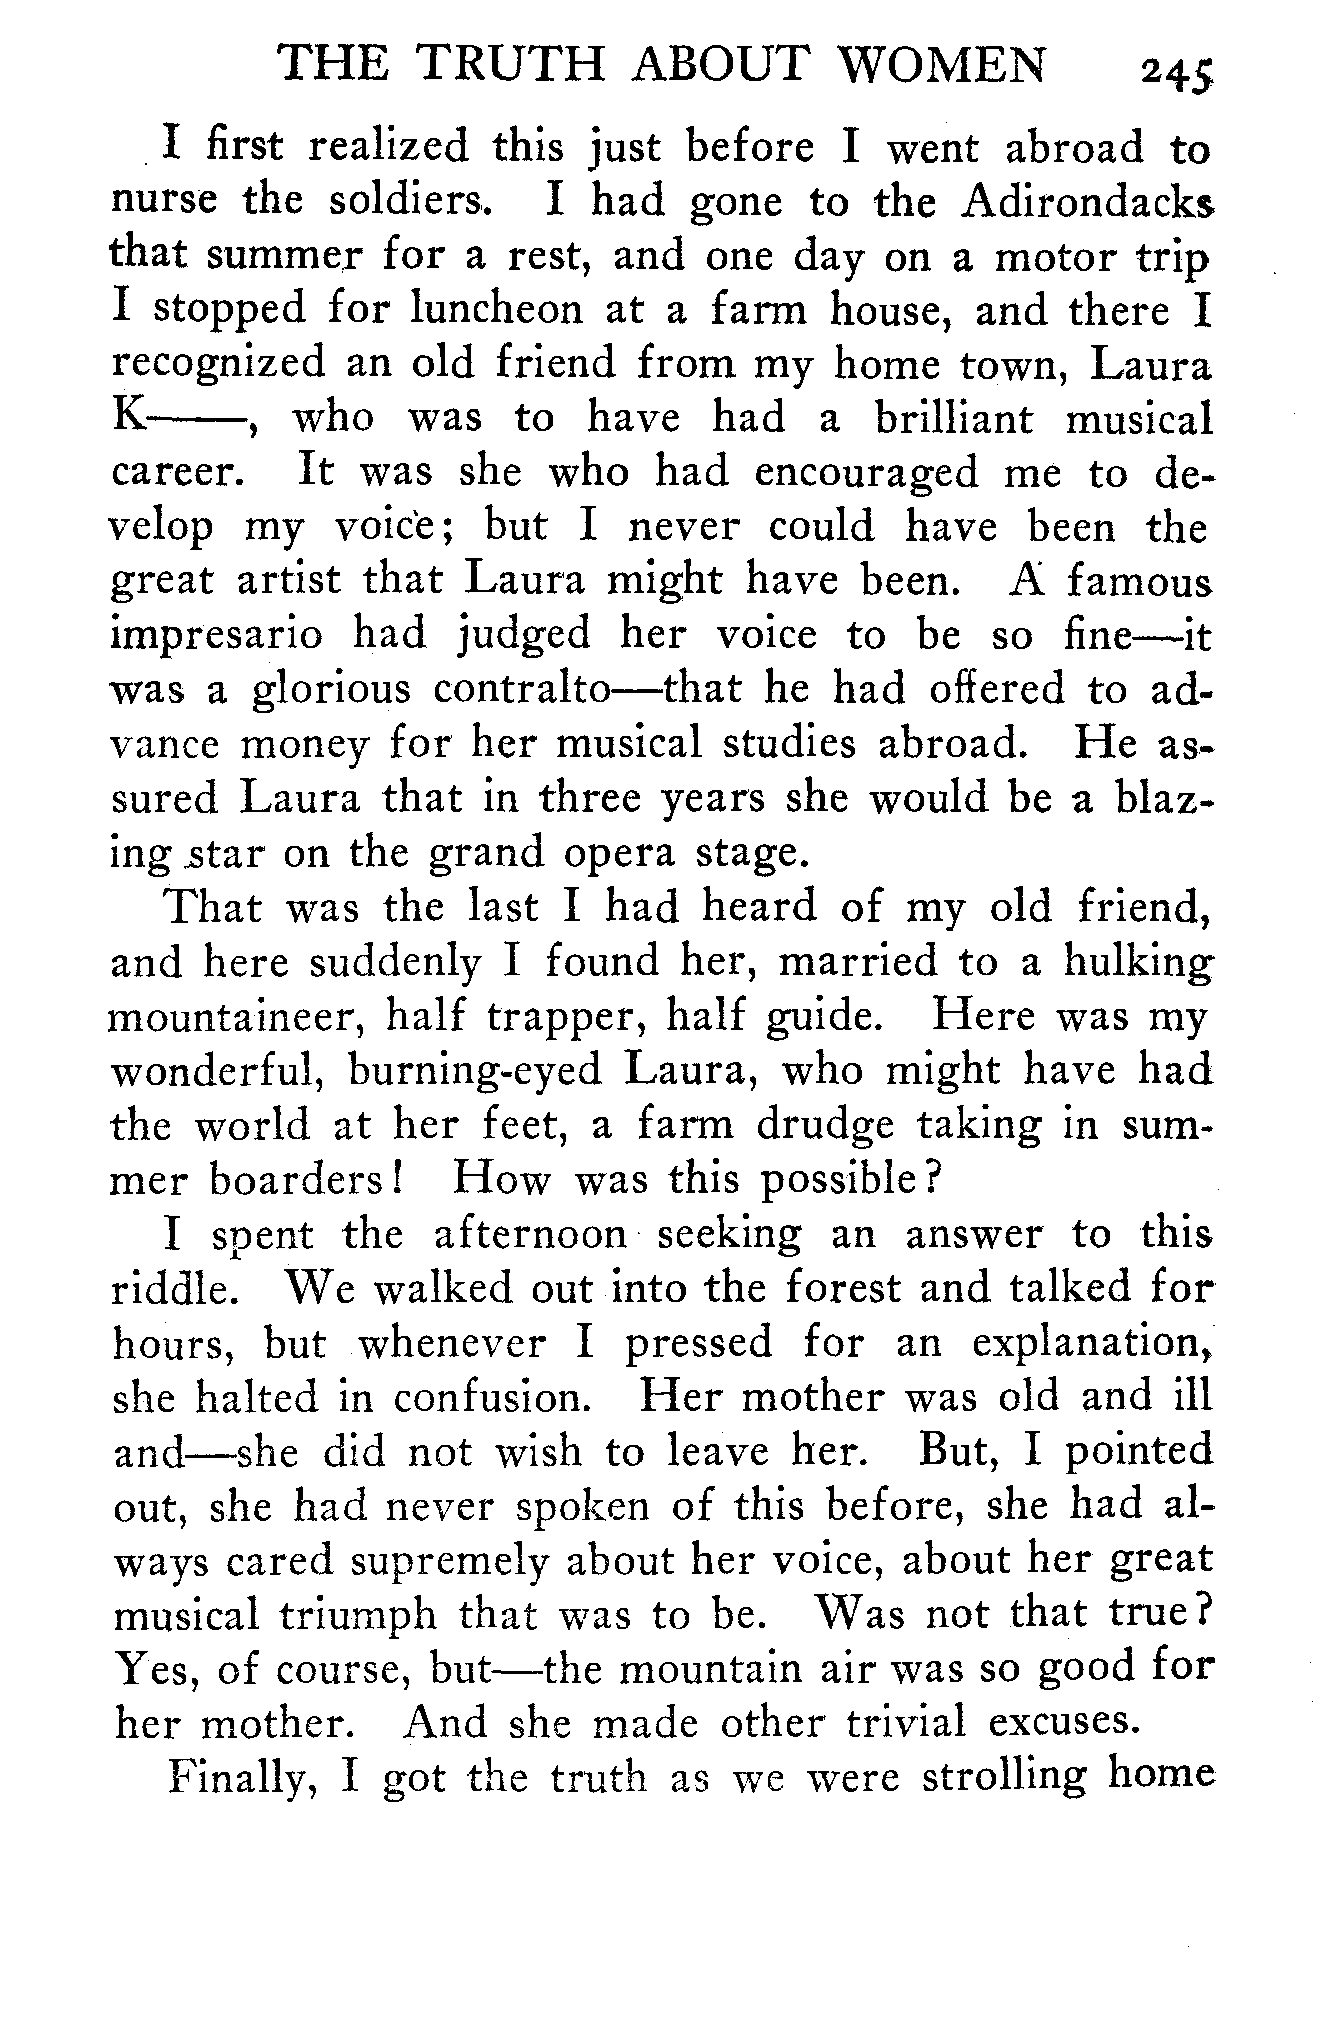 THE TRUTH ABOUT WOMEN 245
I first realized this just before I went abroad to
nurse the soldiers. I had gone to the Adirondacks
that summer for a rest, and one day on a motor trip
I stopped for luncheon at a farm house, and there I
recognized an old friend from my home town, Laura
K——, who was to have had a brilliant musical
career. It was she who had encouraged me to de-
velop my voice; but I never could have been the
great artist that Laura might have been. A famous
impresario had judged her voice to be so fine—it
was a glorious contralto—that he had offered to ad-
vance money for her musical studies abroad. He as-
sured Laura that in three years she would be a blaz-
ing star on the grand opera stage.
That was the last I had heard of my old friend,
and here suddenly I found her, married to a hulking
mountaineer, half trapper, half guide. Here was my
wonderful, burning-eyed Laura, who might have had
the world at her feet, a farm drudge taking in sum-
mer boarders! How was this possible?
I spent the afternoon seeking an answer to this
riddle. We walked out into the forest and talked for
hours, but whenever I pressed for an explanation,
she halted in confusion. Her mother was old and ill
and—she did not wish to leave her. But, I pointed
out, she had never spoken of this before, she had al-
ways cared supremely about her voice, about her great
musical triumph that was to be. Was not that true?
Yes, of course, but—the mountain air was so good for
her mother. And she made other trivial excuses.
Finally, I got the truth as we were strolling home